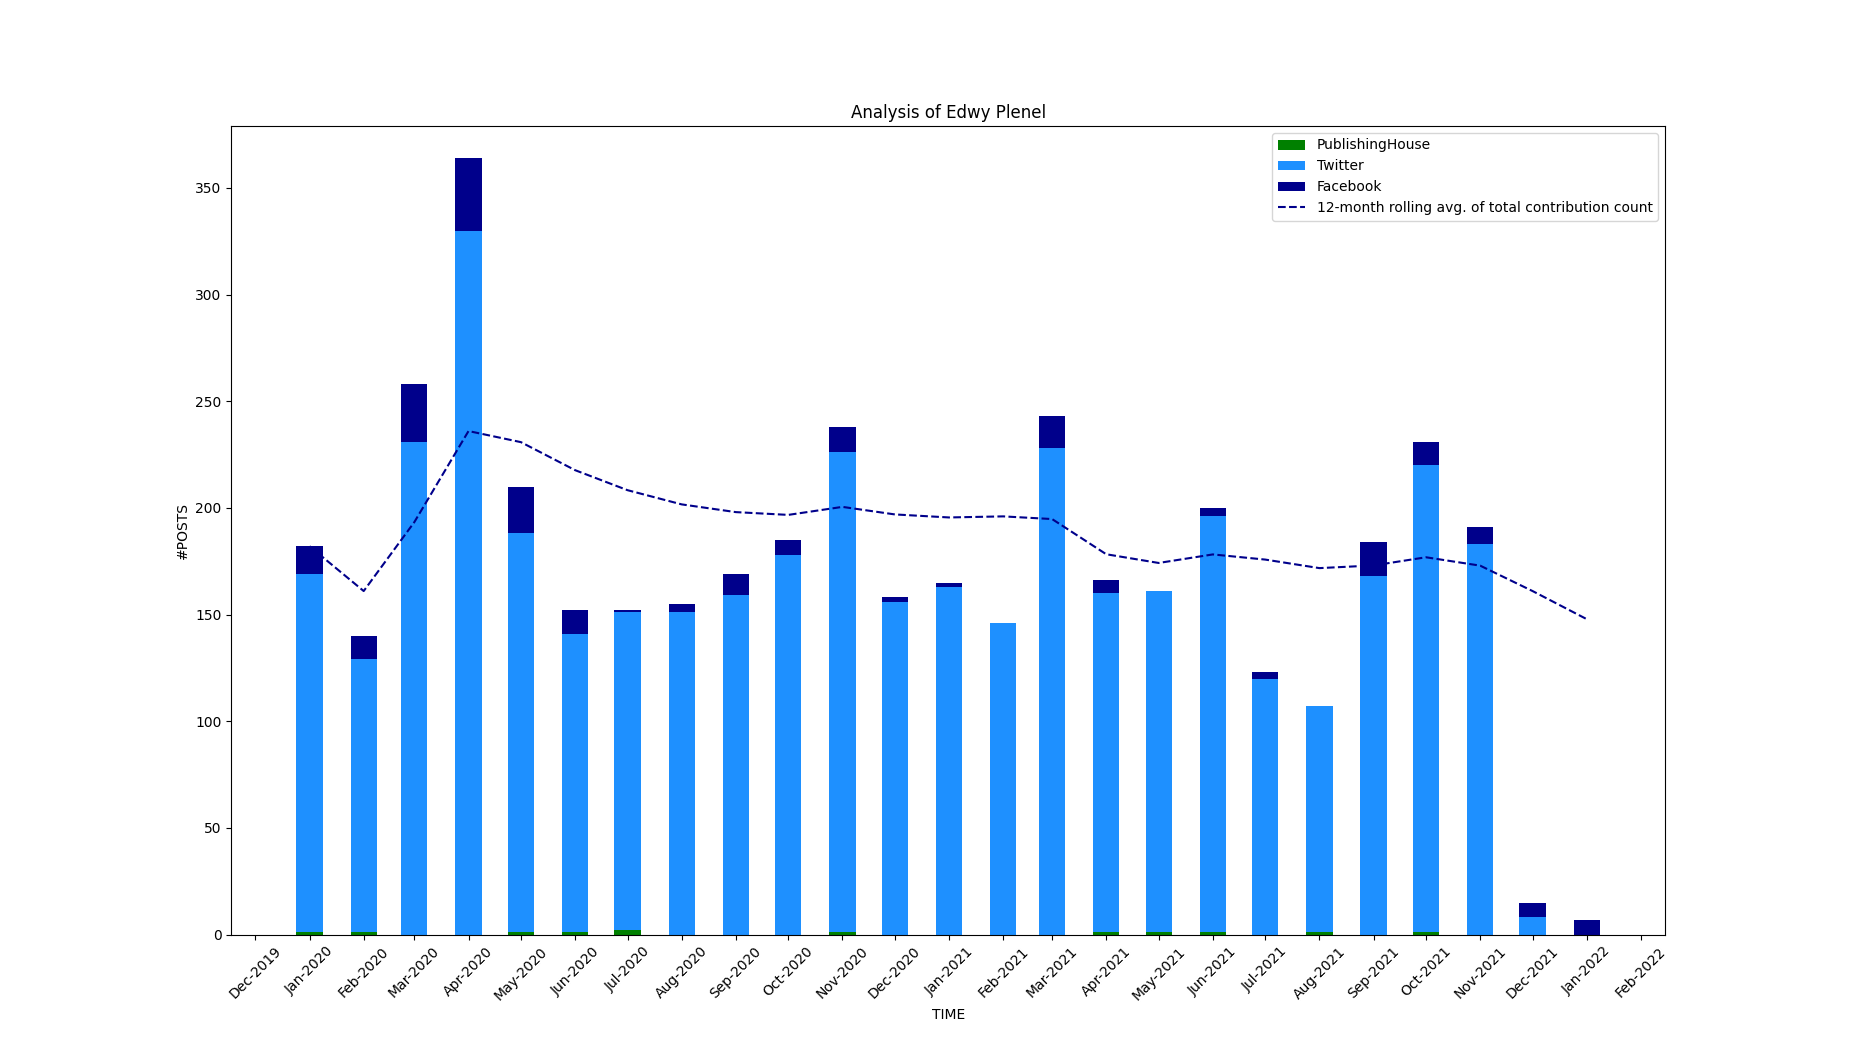 Analysis of Edwy Plenel
PublishingHouse
Twitter
Facebook
12-month rolling avg. of total contribution count
#POSTS
350
300
250
200
150
100
50
0
Dec-2019
Jan-2020
Feb-2020
Mar-2020
Apr-2020
May-2020
Jun-2020
Jul-2020
Aug-2020
Sep-2020
Oct-2020
Nov-2020
Dec-2020
Jan-2021
Feb-2021
Mar-2021
Apr-2021
May-2021
Jun-2021
Jul-2021
Aug-2021
Sep-2021
Oct-2021
Nov-2021
Dec-2021
Jan-2022
Feb-2022
TIME